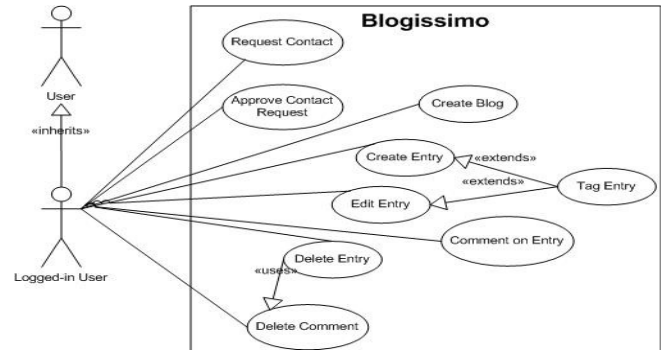 Blogissimo
Request Contact
User
Approve Contact
Request
Create Blog
«inherits»
Create Entry
«extends»
«extends»
Tag Entry
Edit Entry
Comment on Entry
Logged-in User
Delete Entry
«uses»
Delete Comment